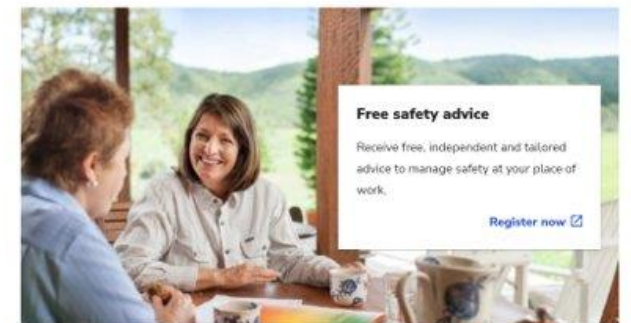 Free safety advice
Receive free, independent and tailored
advice to manage safety at your place of
work.
Register now